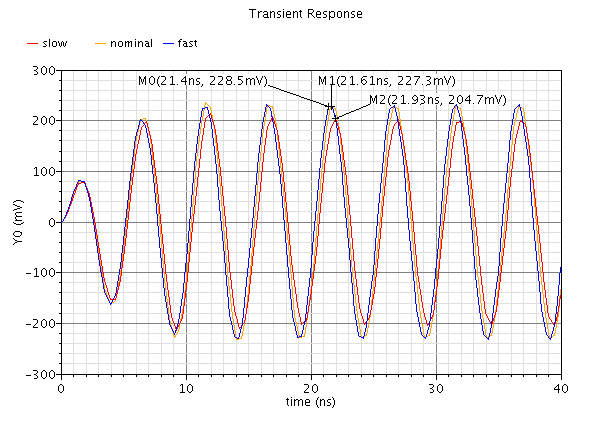 Transient Response
slow nominal fast
M0(21.4ns, 228.5mV) M1(21.61ns, 227.3mV)
M2(21.93ns, 204.7mV)
300
200
100
0
-100
-200
-300
Y0 (mV)
0 10 20 30 40
time (ns)